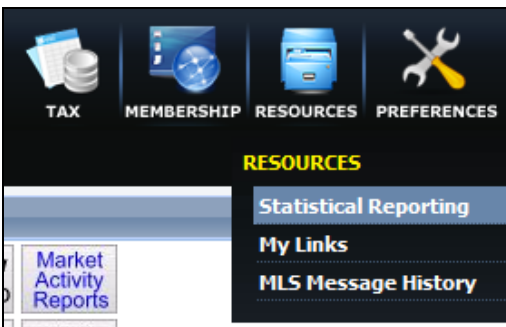 TAX
MEMBERSHIP
RESOURCES
PREFERENCES
RESOURCES
Statistical Reporting
My Links
MLS Message History
Market
Activity
Reports